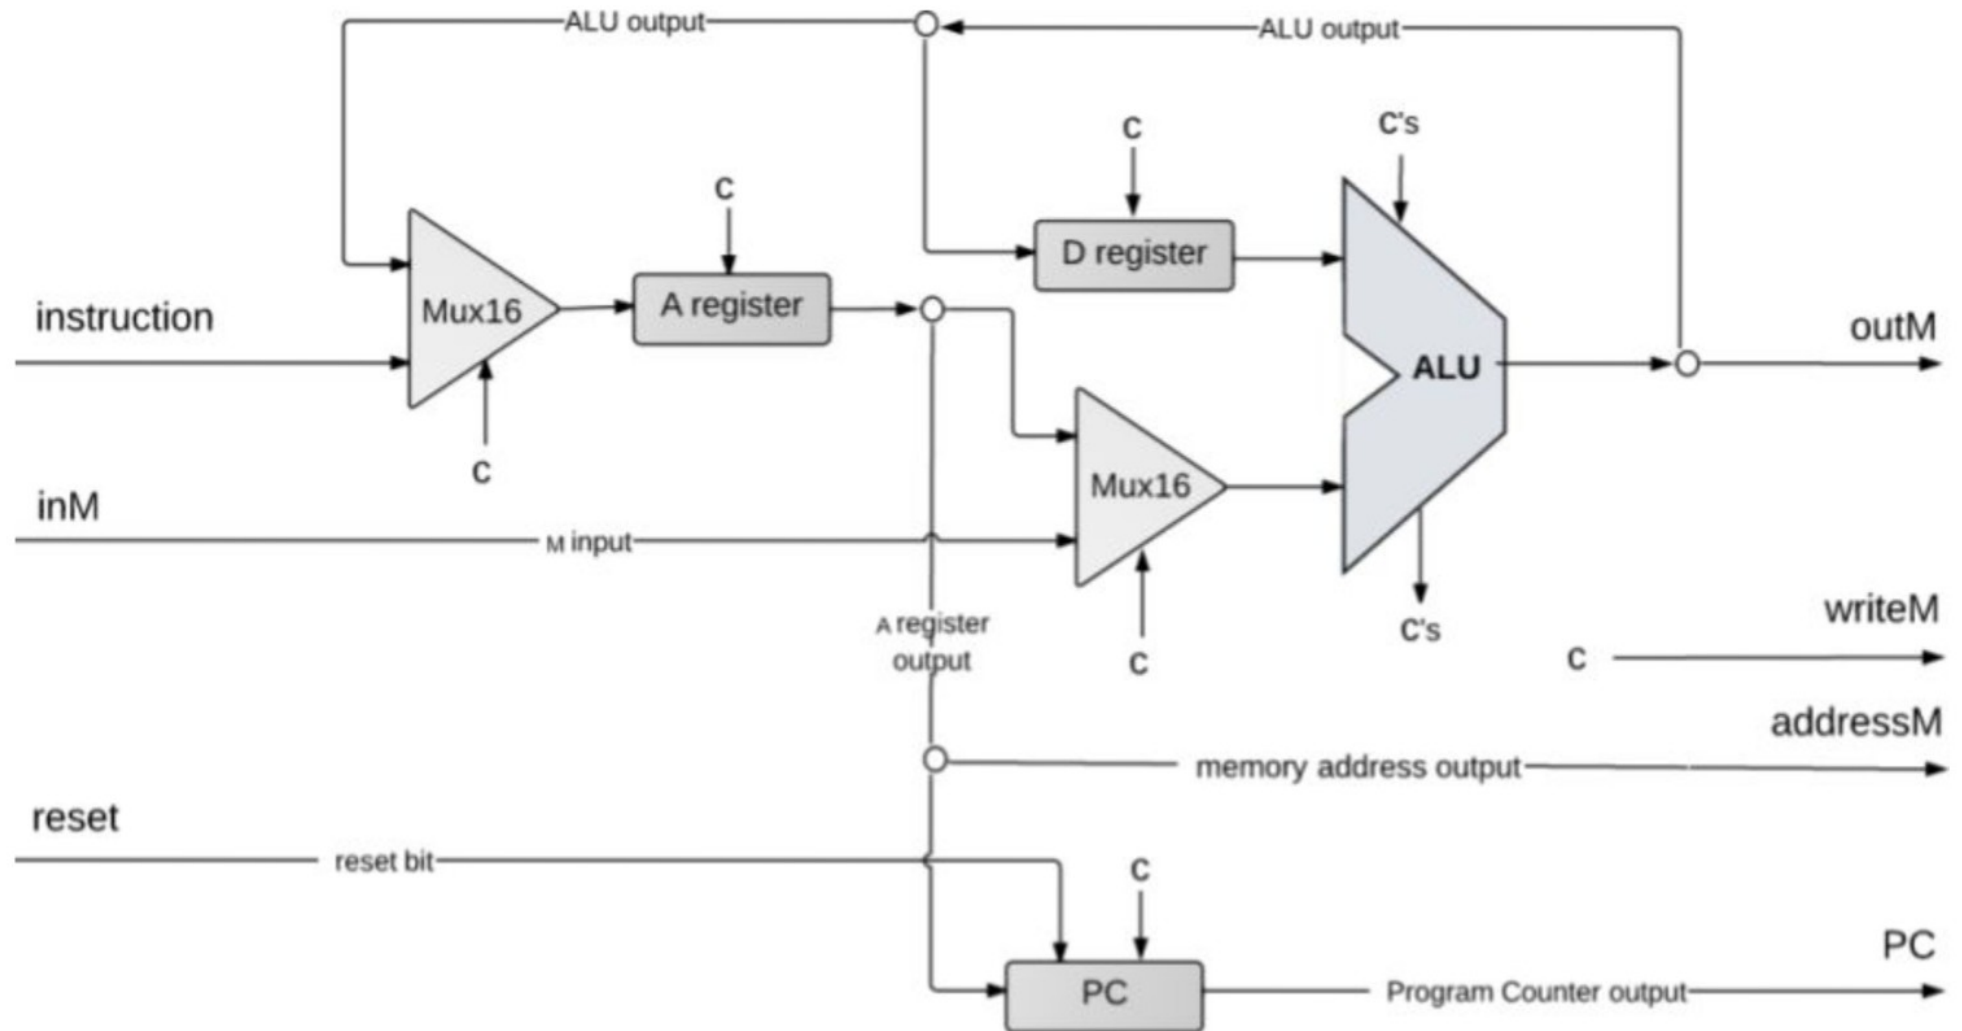 ALU output
ALU output
C
C's
C
D register
instruction
Mux16
A register
outM
ALU
C
inM
Mux16
M input
A register
output
C
C's
writeM
C
addressM
memory address output
reset
reset bit
C
PC
PC
Program Counter output